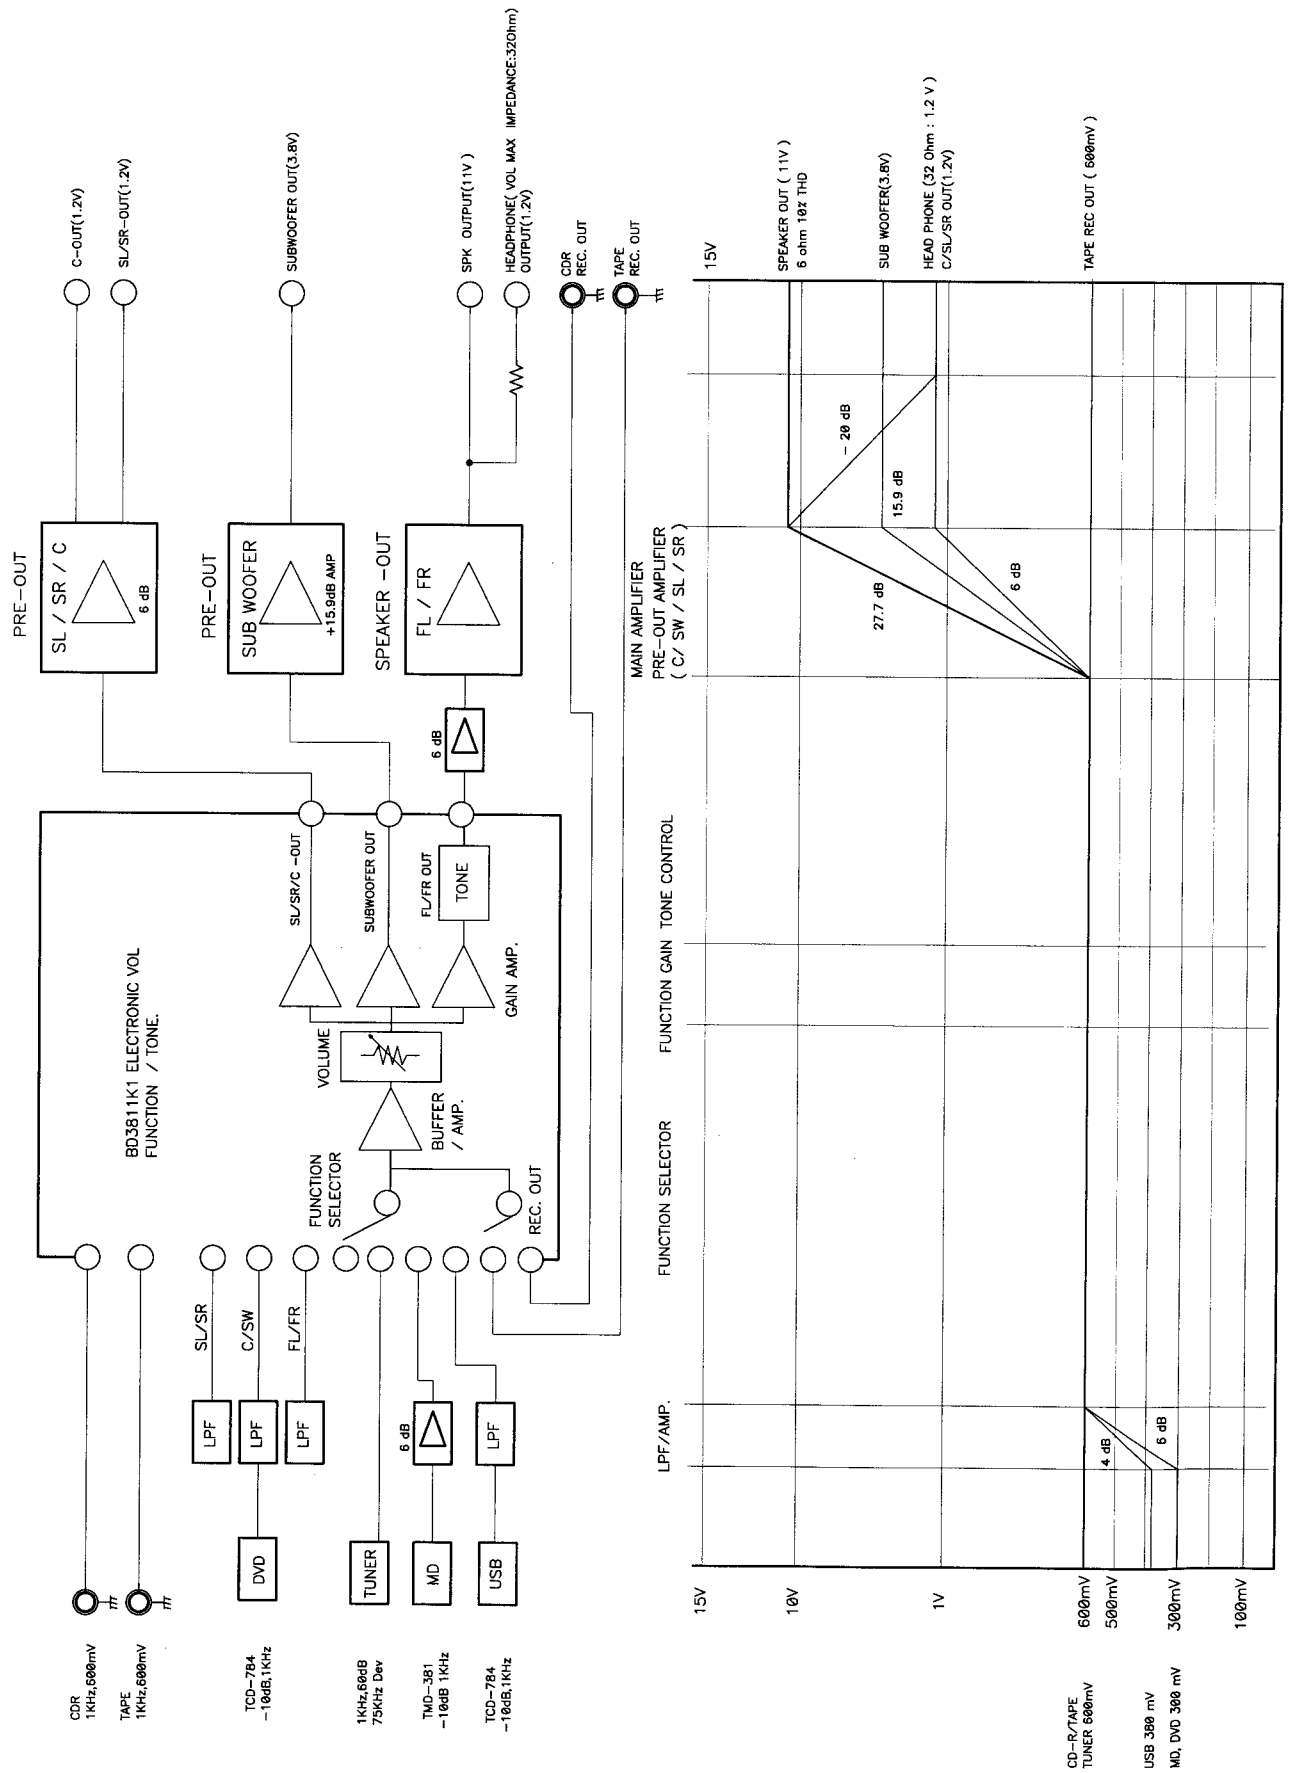 CDR
1KHz,600mV
TAPE
1KHz,600mV
TCD-784
-10dB,1KHz
1KHz,60dB
75KHz Dev
TMD-381
-10dB 1KHz
TCD-784
-10dB,1KHz
DVD
TUNER
MD
USB
LPF
LPF
LPF
6 dB
LPF
SL/SR
C/SW
FL/FR
BD3811K1 ELECTRONIC VOL
FUNCTION / TONE.
FUNCTION
SELECTOR
REC. OUT
BUFFER
/ AMP.
VOLUME
GAIN AMP.
SL/SR/C -OUT
SUBWOOFER OUT
FL/FR OUT
TONE
6 dB
PRE-OUT
SL / SR / C
6 dB
PRE-OUT
SUB WOOFER
+15.9dB AMP
SPEAKER -OUT
FL / FR
C-OUT(1.2V)
SL/SR-OUT(1.2V)
SUBWOOFER OUT(3.8V)
SPK OUTPUT(11V )
HEADPHONE( VOL MAX IMPEDANCE:32Ohm)
OUTPUT(1.2V)
CDR
REC. OUT
TAPE
REC. OUT
LPF/AMP.
FUNCTION SELECTOR
FUNCTION GAIN TONE CONTROL
MAIN AMPLIFIER
PRE-OUT AMPLIFIER
( C/ SW / SL / SR )
15V
10V
1V
600mV
500mV
300mV
100mV
CD-R/TAPE
TUNER 600mV
USB 380 mV
MD, DVD 300 mV
4 dB
6 dB
27.7 dB
15.9 dB
6 dB
- 20 dB
15V
SPEAKER OUT ( 11V )
6 ohm 10% THD
SUB WOOFER(3.8V)
HEAD PHONE (32 Ohm : 1.2 V )
C/SL/SR OUT(1.2V)
TAPE REC OUT ( 600mV )